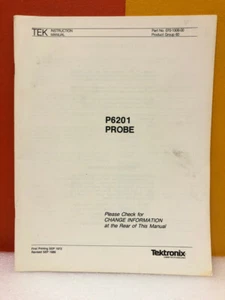 TEK INSTRUCTION MANUAL
Part No. 070-1309-00
Product Group 60
P6201
PROBE
Please Check for
CHANGE INFORMATION
at the Rear of This Manual
First Printing SEP 1972
Revised SEP 1986
Tektronix